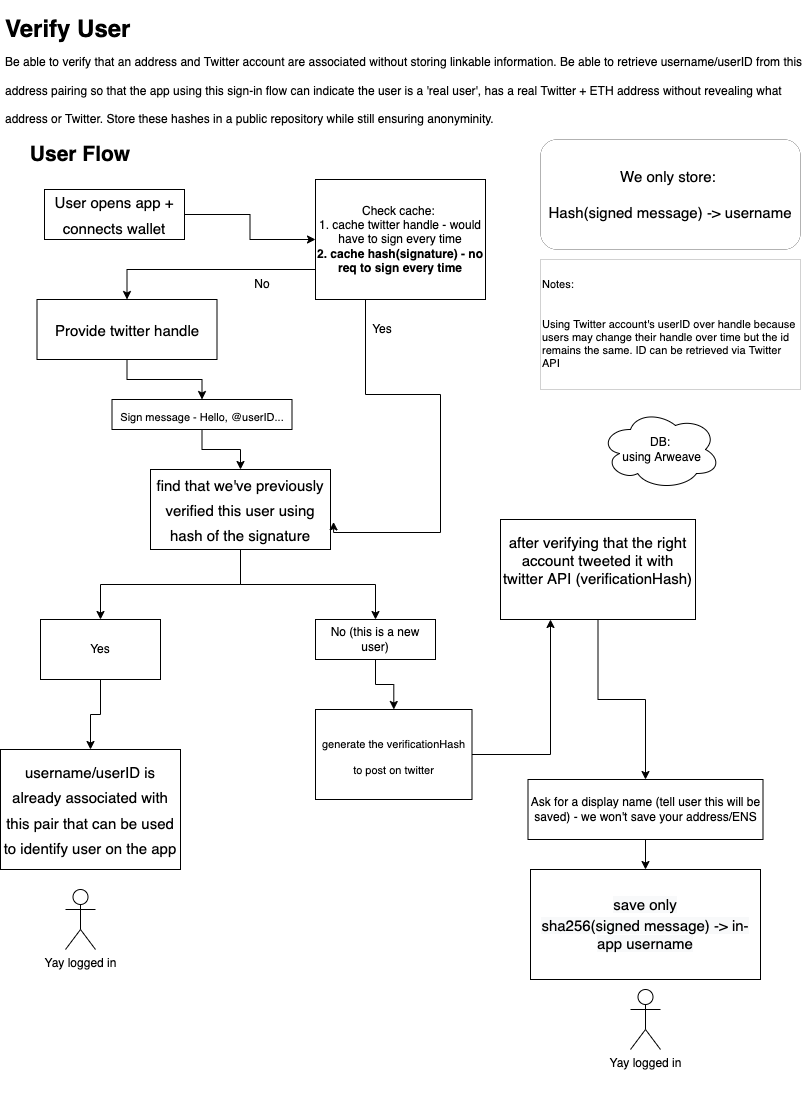 Verify User
Be able to verify that an address and Twitter account are associated without storing linkable information. Be able to retrieve username/userID from this
address pairing so that the app using this sign-in flow can indicate the user is a 'real user', has a real Twitter + ETH address without revealing what
address or Twitter. Store these hashes in a public repository while still ensuring anonyminity.
User Flow
User opens app +
connects wallet
Check cache:
1. cache twitter handle - would
have to sign every time
2. cache hash(signature) - no
req to sign every time
We only store:
Hash(signed message) -> username
No
Notes:
Using Twitter account's userID over handle because
users may change their handle over time but the id
remains the same. ID can be retrieved via Twitter
API
Provide twitter handle
Yes
Sign message - Hello, @userID...
DB:
using Arweave
find that we've previously
verified this user using
hash of the signature
after verifying that the right
account tweeted it with
twitter API (verificationHash)
Yes
No (this is a new
user)
generate the verificationHash
to post on twitter
username/userID is
already associated with
this pair that can be used
to identify user on the app
Ask for a display name (tell user this will be
saved) - we won't save your address/ENS
save only
sha256(signed message) -> in-
app username
Yay logged in
Yay logged in